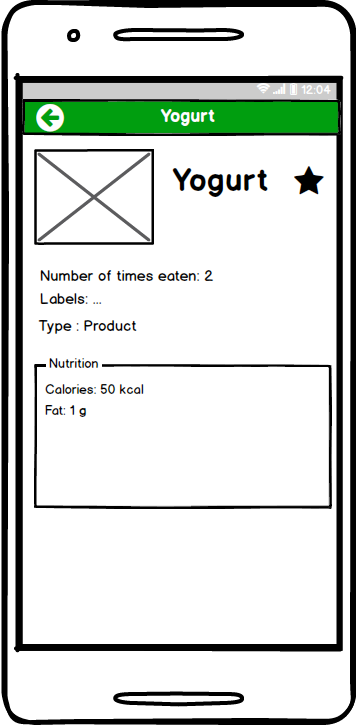 12:04
Yogurt
Yogurt
Number of times eaten: 2
Labels: ...
Type : Product
Nutrition
Calories: 50 kcal
Fat: 1 g